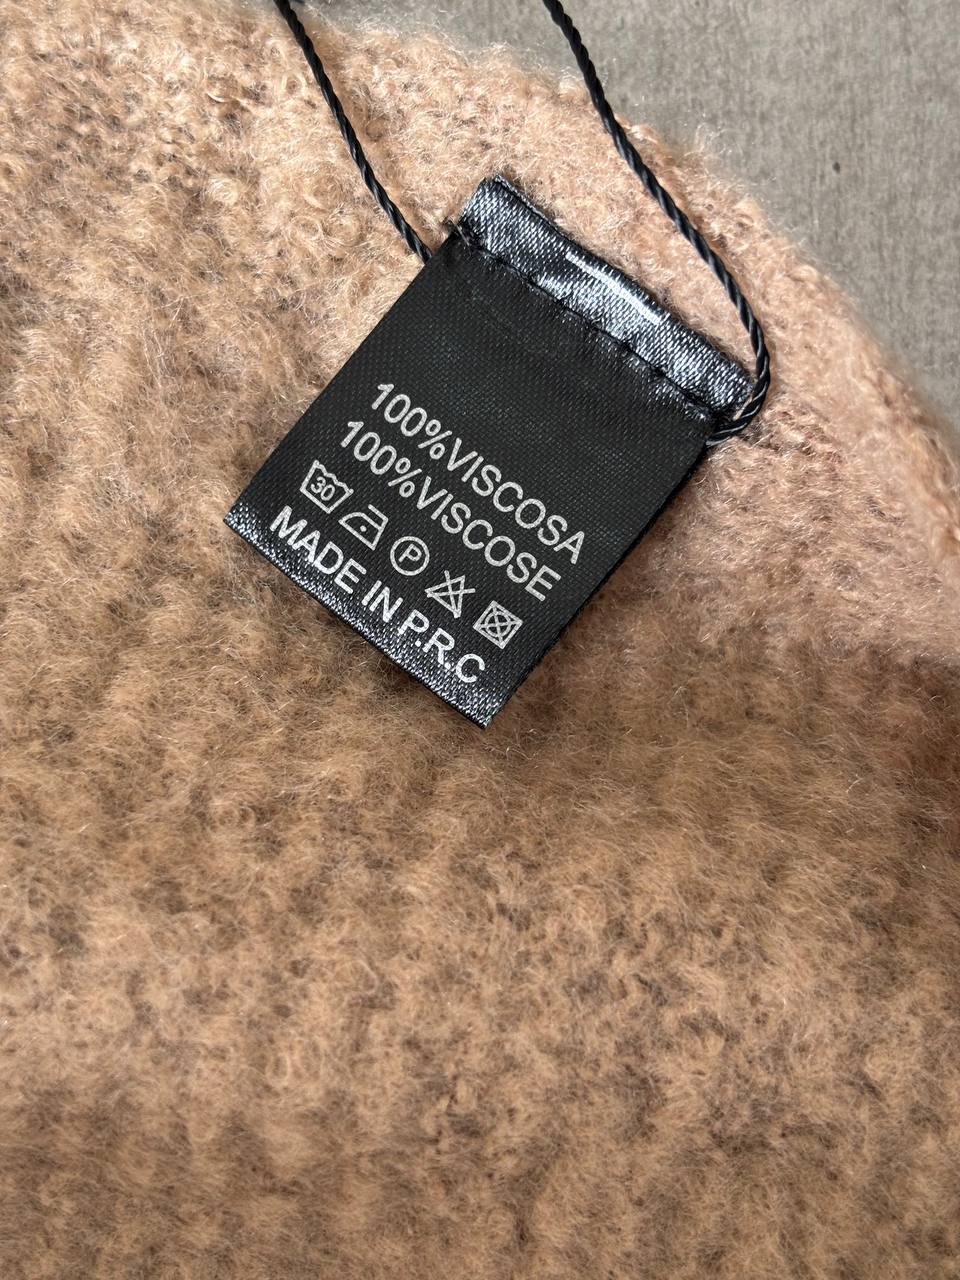 100%VISCOSA
100%VISCOSE
30 P
MADE IN P.R.C